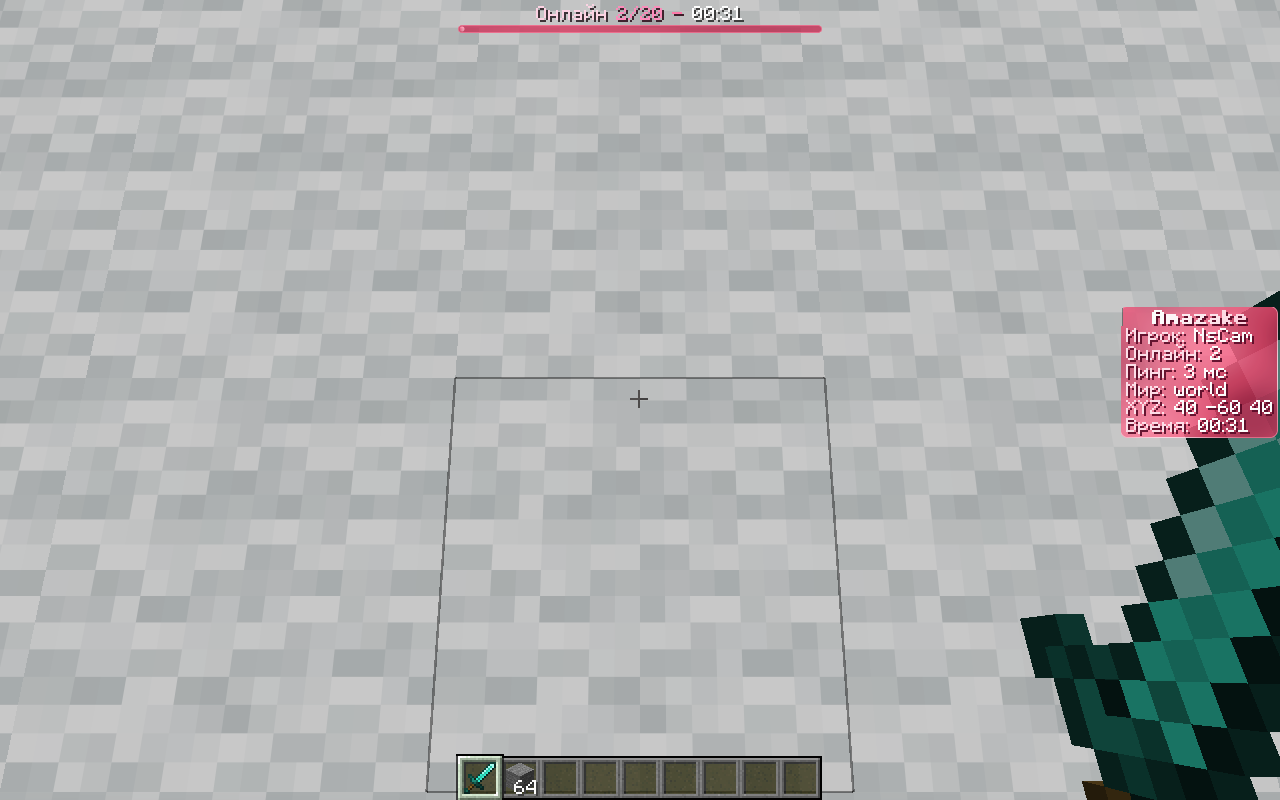 Онлайн 2/20 - 00:31
Amazake
Игрок: NsCam
Онлайн: 2
Пинг: 3 мс
Мир: world
XYZ: 40 -60 40
Время: 00:31
64